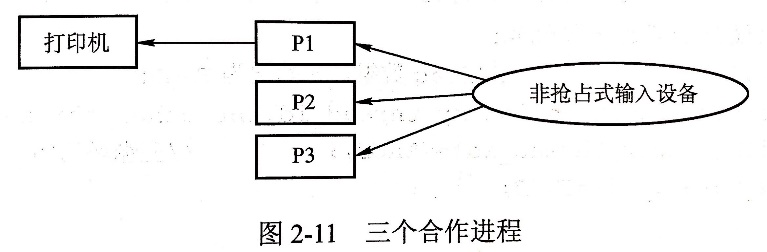 打印机
P1
P2
P3
非抢占式输入设备
图 2-11 三个合作进程